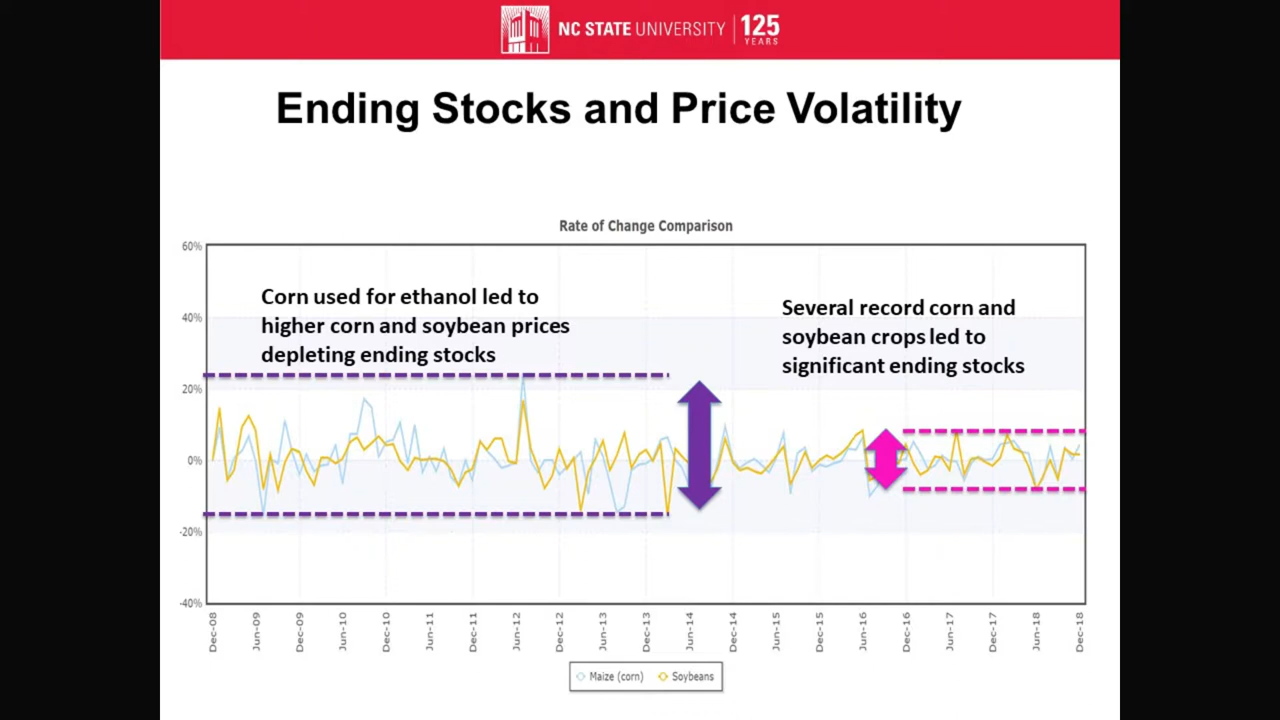 NC STATE UNIVERSITY 125 YEARS
Ending Stocks and Price Volatility
Rate of Change Comparison
60%
40%
20%
0%
-20%
-40%
Corn used for ethanol led to
higher corn and soybean prices
depleting ending stocks
Several record corn and
soybean crops led to
significant ending stocks
Dec-08
Jun-09
Dec-09
Jun-10
Dec-10
Jun-11
Dec-11
Jun-12
Dec-12
Jun-13
Dec-13
Jun-14
Dec-14
Jun-15
Dec-15
Jun-16
Dec-16
Jun-17
Dec-17
Jun-18
Dec-18
Maize (corn) Soybeans